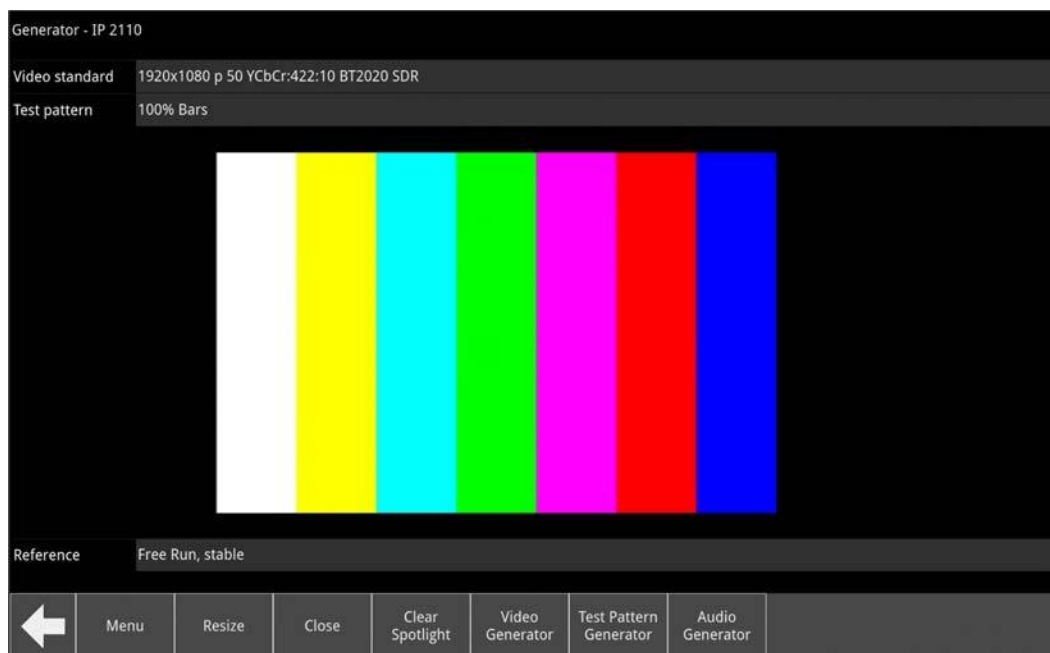 Generator - IP 2110
Video standard 1920x1080 p 50 YCbCr:422:10 BT2020 SDR
Test pattern 100% Bars
Reference Free Run, stable
Menu Resize Close Clear Spotlight Video Generator Test Pattern Generator Audio Generator